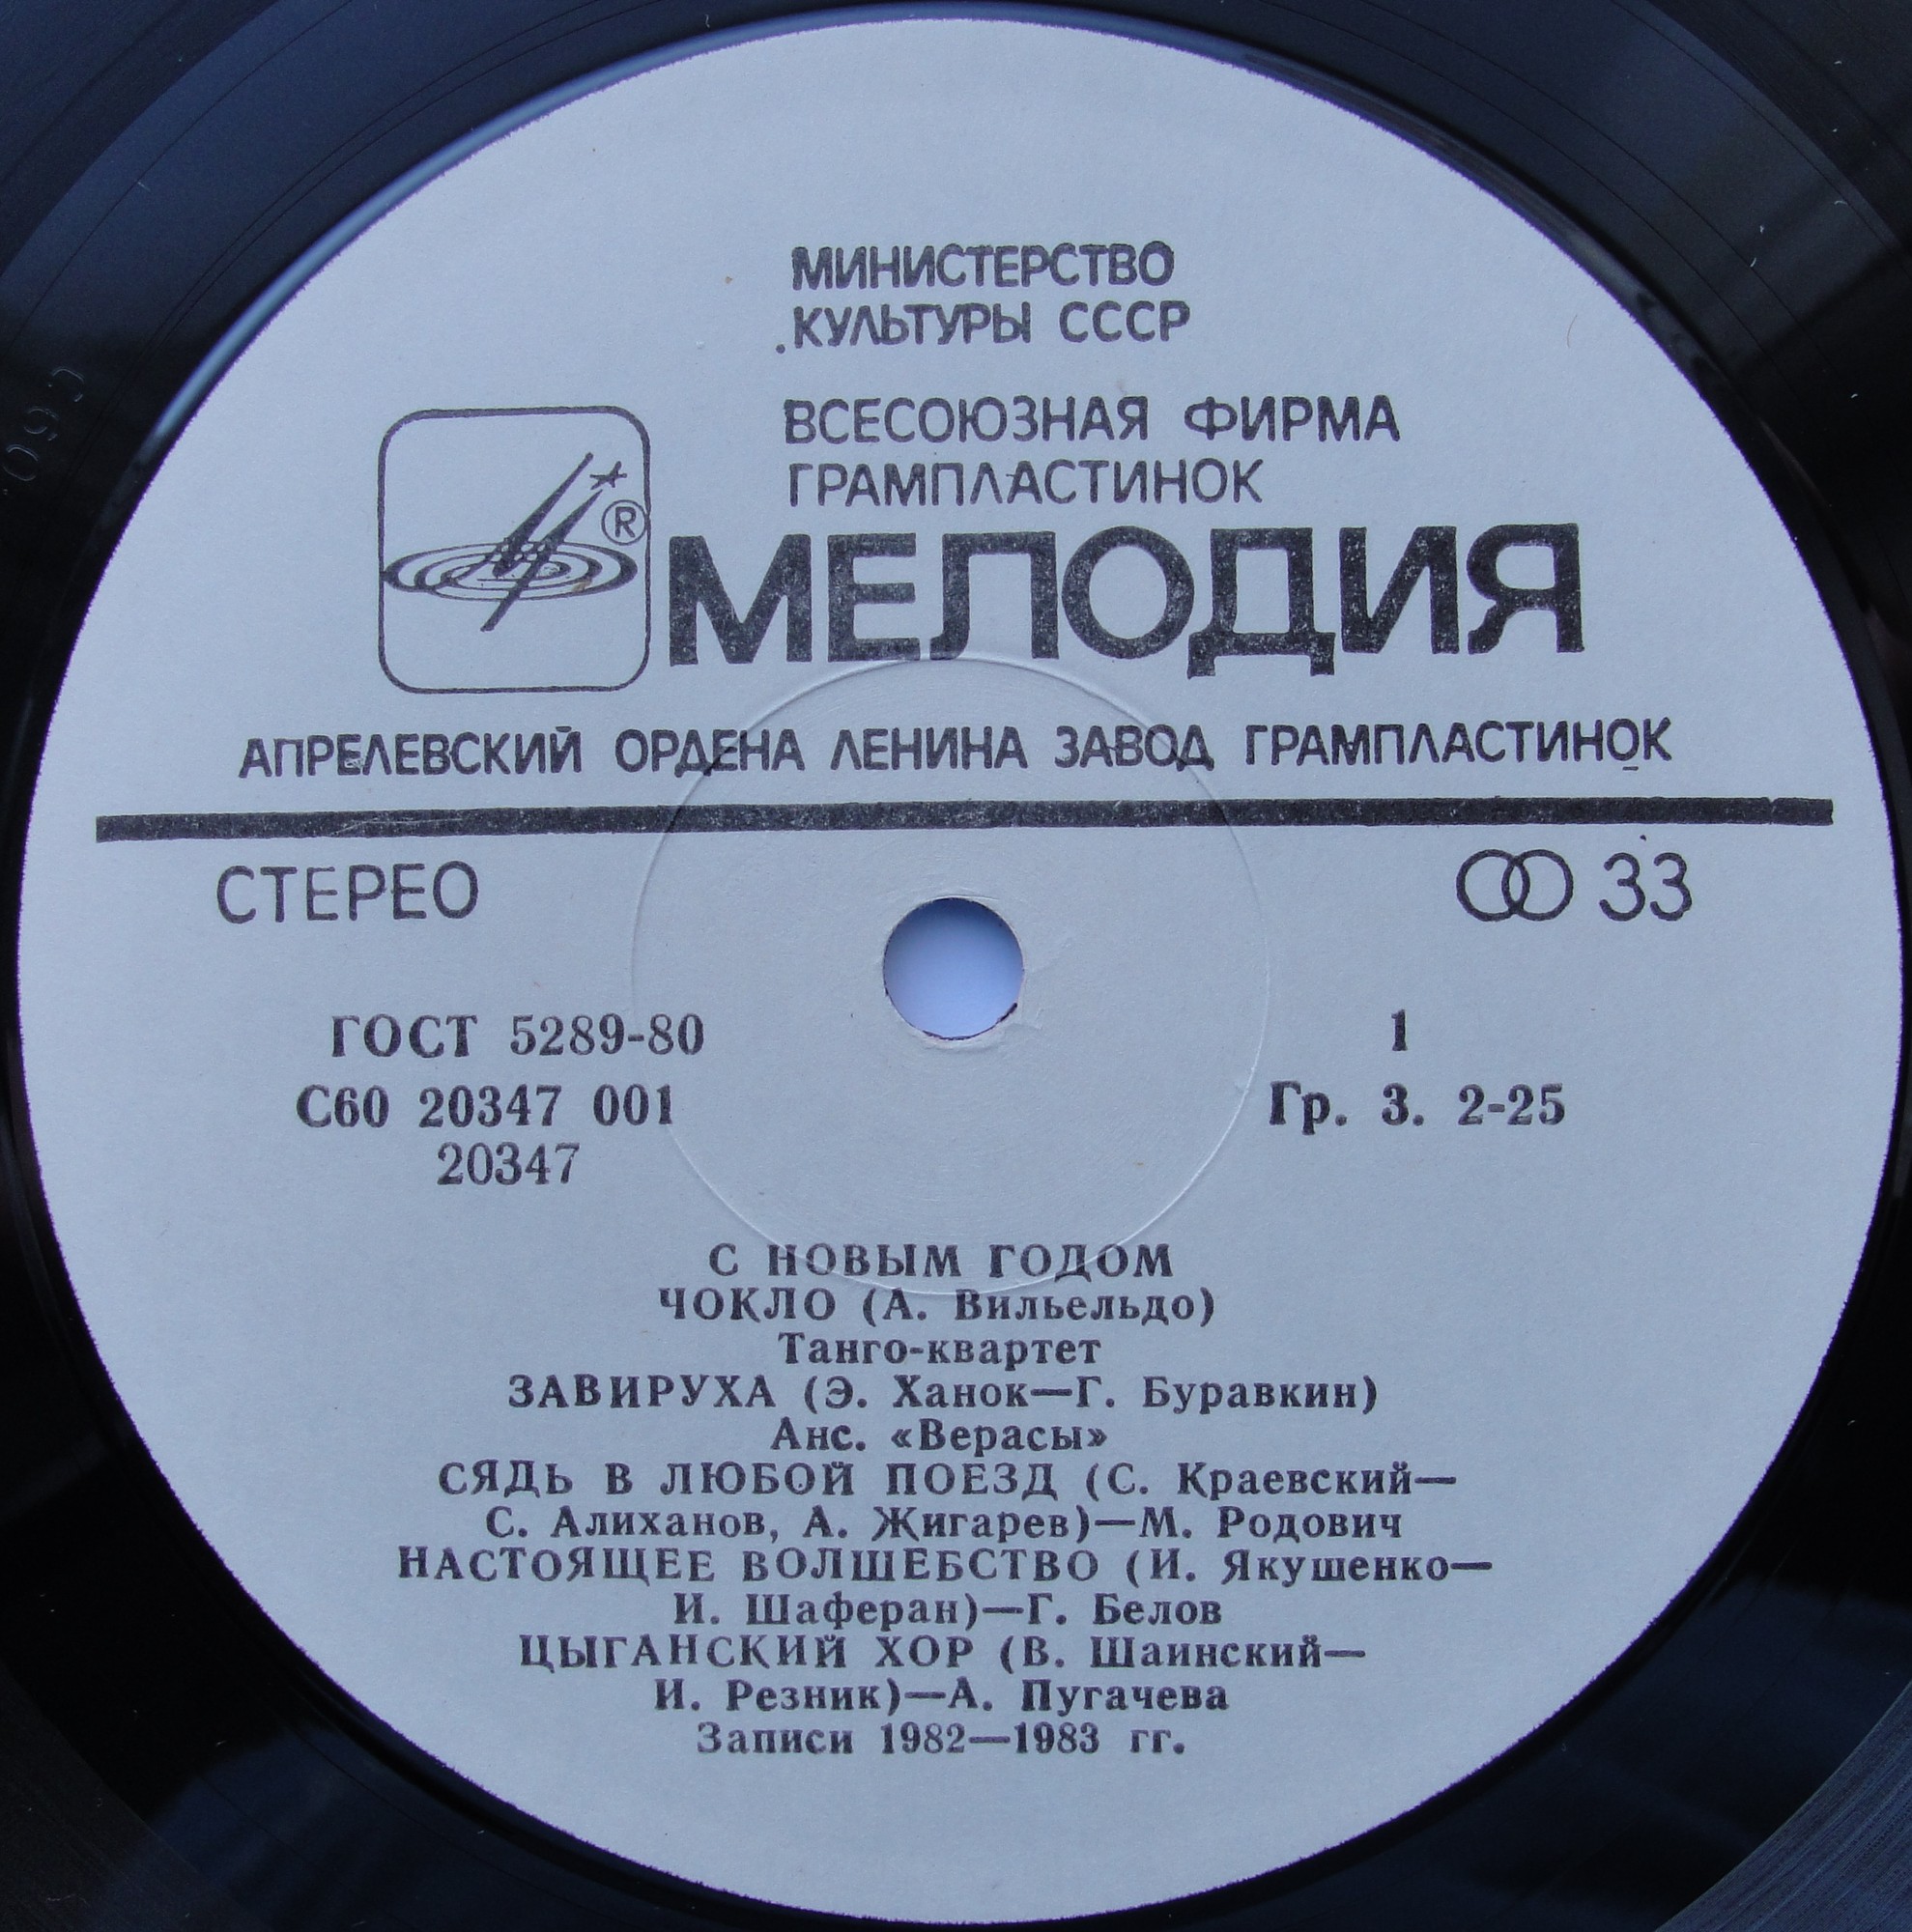 МИНИСТЕРСТВО
КУЛЬТУРЫ СССР
ВСЕСОЮЗНАЯ ФИРМА
ГРАМПЛАСТИНОК
®
МЕЛОДИЯ
АПРЕЛЕВСКИЙ ОРДЕНА ЛЕНИНА ЗАВОД ГРАМПЛАСТИНОК
СТЕРЕО
33
ГОСТ 5289-80
1
С60 20347 001
Гр. 3. 2-25
20347
С НОВЫМ ГОДОМ
ЧОКЛО (А. Вильельдо)
Танго-квартет
ЗАВИРУХА (Э. Ханок—Г. Буравкин)
Анс. «Верасы»
СЯДЬ В ЛЮБОЙ ПОЕЗД (С. Краевский—
С. Алиханов, А. Жигарев)—М. Родович
НАСТОЯЩЕЕ ВОЛШЕБСТВО (И. Якушенко—
И. Шаферан)—Г. Белов
ЦЫГАНСКИЙ ХОР (В. Шаинский—
И. Резник)—А. Пугачева
Записи 1982—1983 гг.